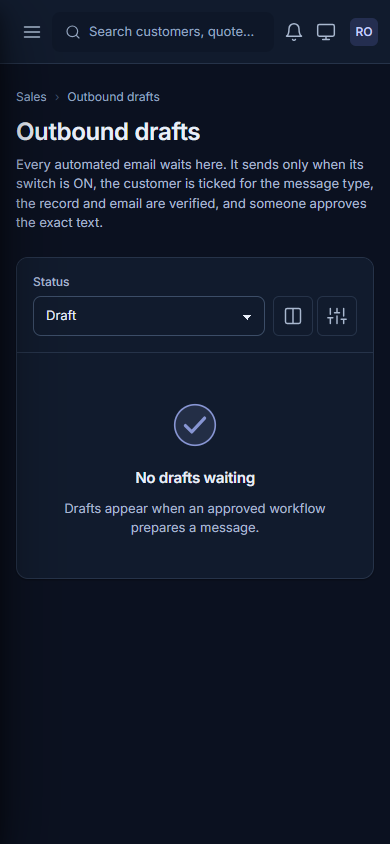 Search customers, quote...
RO
Sales › Outbound drafts
Outbound drafts
Every automated email waits here. It sends only when its
switch is ON, the customer is ticked for the message type,
the record and email are verified, and someone approves
the exact text.
Status
Draft
No drafts waiting
Drafts appear when an approved workflow
prepares a message.